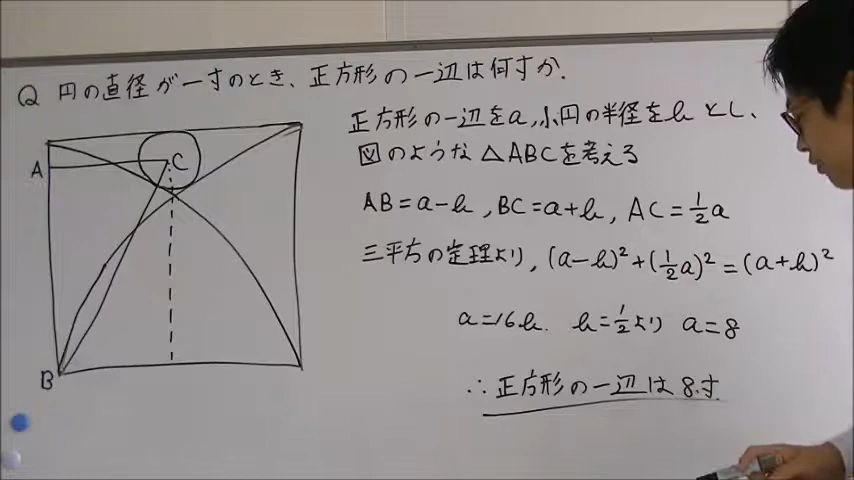 Q 円の直径が一寸のとき、正方形の一辺は何寸か.
正方形の一辺をa,小円の半径をhとし、
図のような△ABCを考える
AB=a-h, BC=a+h, AC=1/2a
三平方の定理より, (a-h)²+(1/2a)²=(a+h)²
a=16h. h=1/2より a=8
∴正方形の一辺は8寸
A
C
B